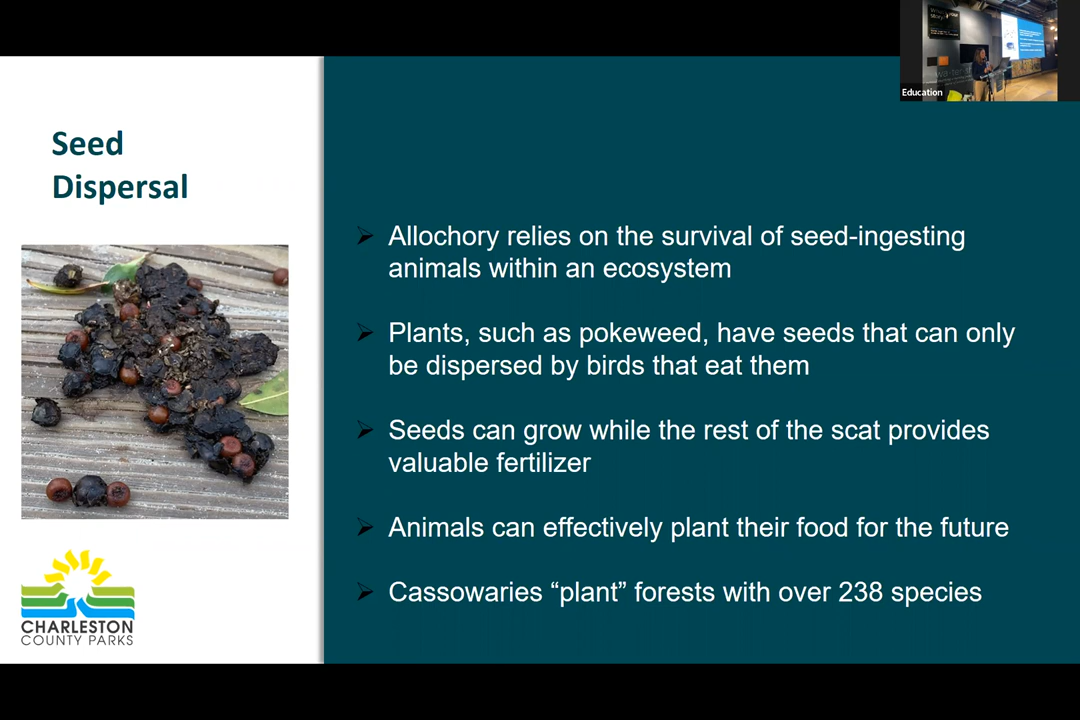 Education
Seed
Dispersal
Allochory relies on the survival of seed-ingesting
animals within an ecosystem
Plants, such as pokeweed, have seeds that can only
be dispersed by birds that eat them
Seeds can grow while the rest of the scat provides
valuable fertilizer
Animals can effectively plant their food for the future
Cassowaries “plant” forests with over 238 species
CHARLESTON
COUNTY PARKS